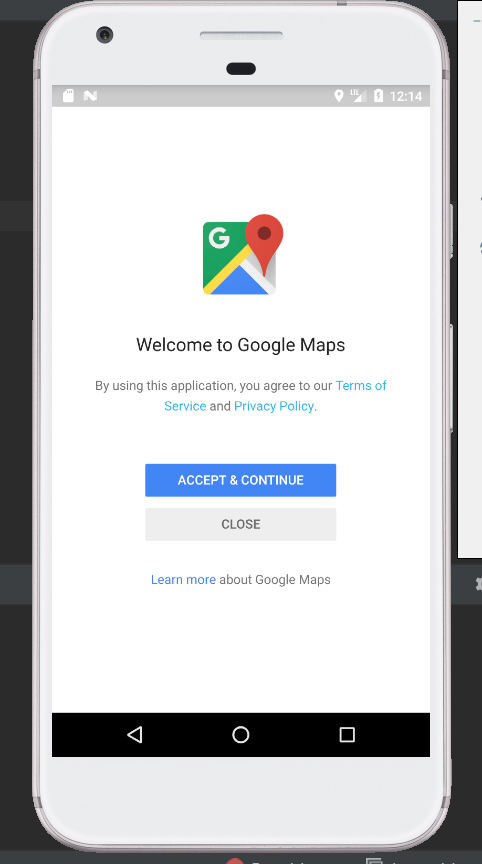 LTE 12:14
G
Welcome to Google Maps
By using this application, you agree to our Terms of
Service and Privacy Policy.
ACCEPT & CONTINUE
CLOSE
Learn more about Google Maps